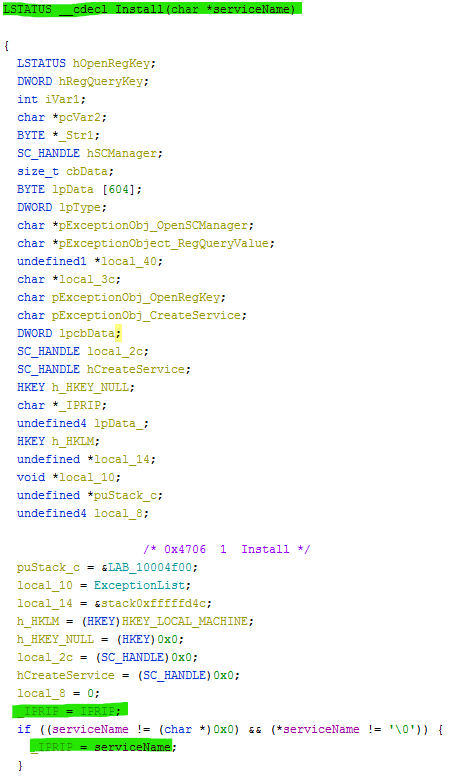 LSTATUS __cdecl Install(char *serviceName)
{
LSTATUS hOpenRegKey;
DWORD hRegQueryKey;
int iVar1;
char *pcVar2;
BYTE *_Str1;
SC_HANDLE hSCManager;
size_t cbData;
BYTE lpData [604];
DWORD lpType;
char *pExceptionObj_OpenSCManager;
char *pExceptionObject_RegQueryValue;
undefined1 *local_40;
char *local_3c;
char pExceptionObj_OpenRegKey;
char pExceptionObj_CreateService;
DWORD lpcbData;
SC_HANDLE local_2c;
SC_HANDLE hCreateService;
HKEY h_HKEY_NULL;
char *_IPRIP;
undefined4 lpData_;
HKEY h_HKLM;
undefined *local_14;
void *local_10;
undefined *puStack_c;
undefined4 local_8;
/* 0x4706  1  Install */
puStack_c = &LAB_10004f00;
local_10 = ExceptionList;
local_14 = &stack0xfffffd4c;
h_HKLM = (HKEY)HKEY_LOCAL_MACHINE;
h_HKEY_NULL = (HKEY)0x0;
local_2c = (SC_HANDLE)0x0;
hCreateService = (SC_HANDLE)0x0;
local_8 = 0;
_IPRIP = IPRIP;
if ((serviceName != (char *)0x0) && (*serviceName != '\0')) {
_IPRIP = serviceName;
}